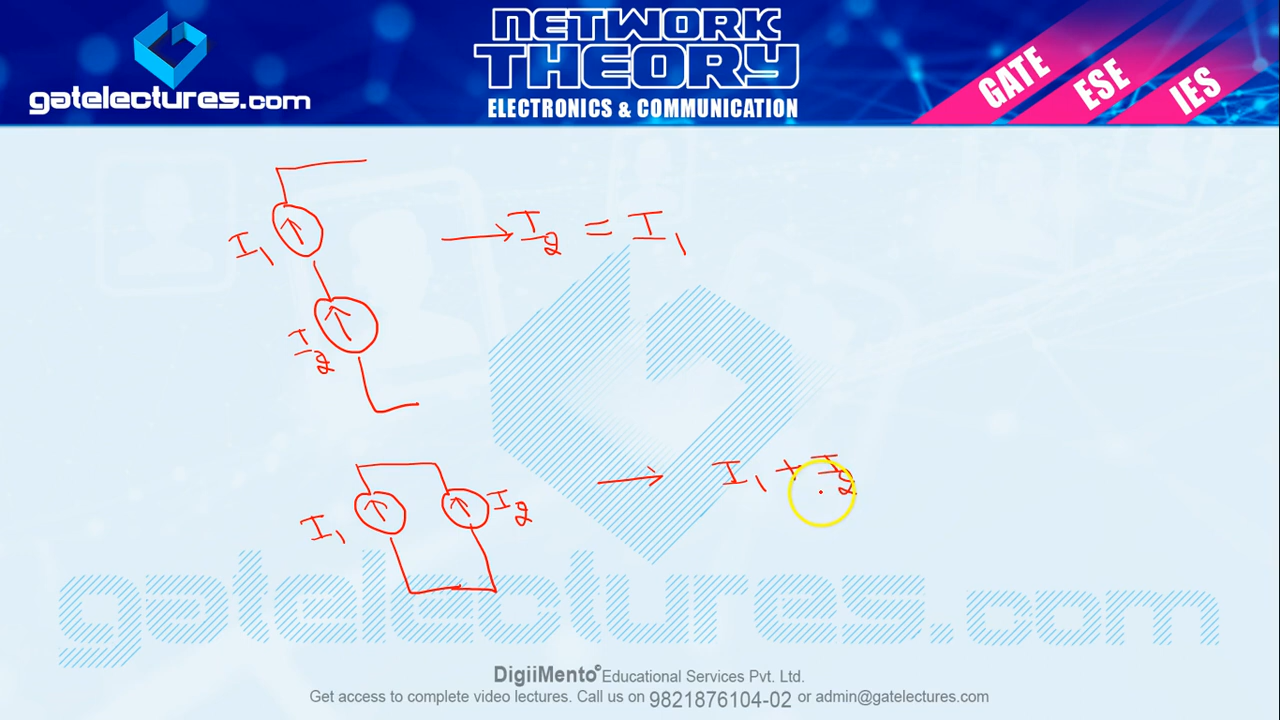 NETWORK
THEORY
ELECTRONICS & COMMUNICATION
gatelectures.com
GATE
ESE
IES
I₁
I₂
→ I₂ = I₁
I₁
I₂
→ I₁ + I₂
gatelectures.com
DigiiMento© Educational Services Pvt. Ltd.
Get access to complete video lectures. Call us on 9821876104-02 or admin@gatelectures.com